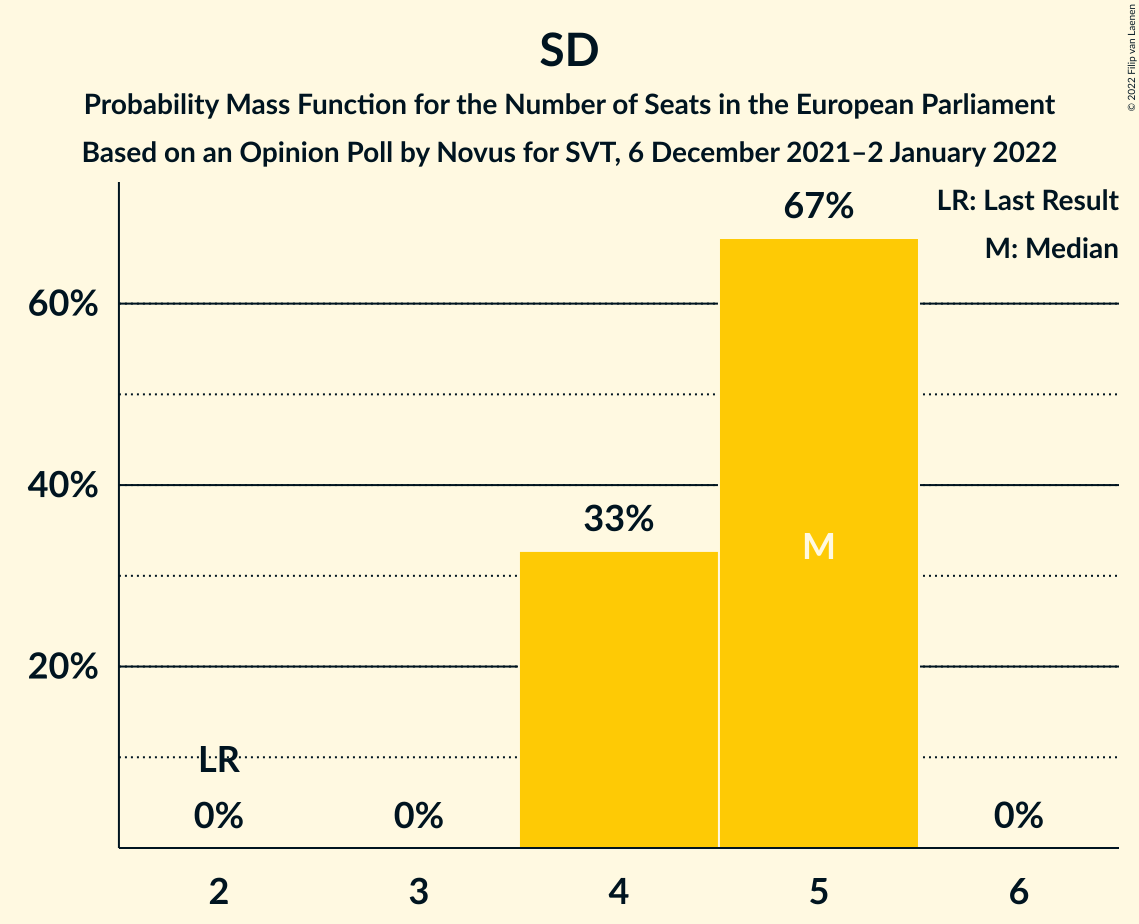 SD
Probability Mass Function for the Number of Seats in the European Parliament
Based on an Opinion Poll by Novus for SVT, 6 December 2021–2 January 2022
© 2022 Filip van Laenen
LR: Last Result
M: Median
67%
60%
40%
33%
M
20%
LR
0%
0%
0%
2
3
4
5
6